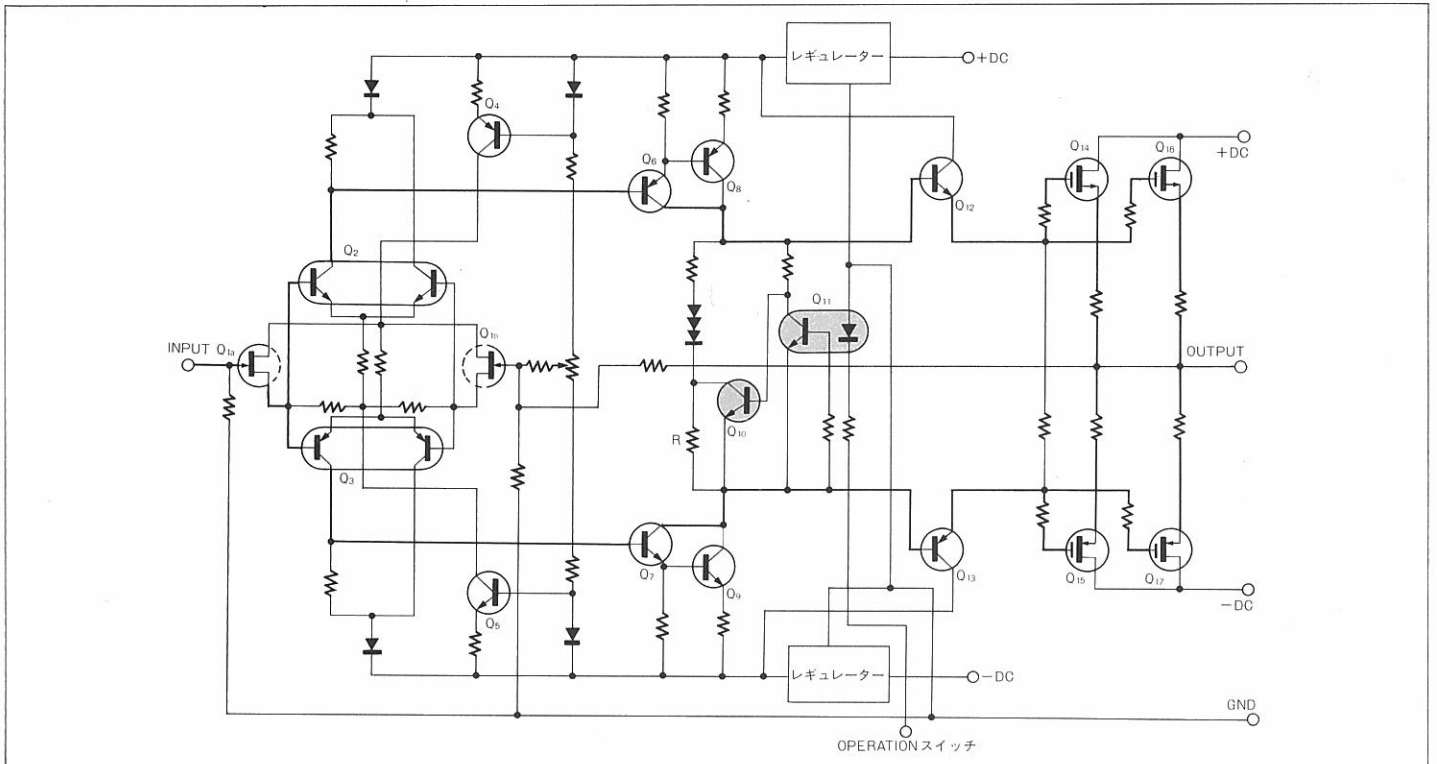 レギュレーター
+DC
Q4
Q6
Q8
Q14
Q16
+DC
Q12
Q2
Q11
INPUT
Q1a
Q1b
OUTPUT
R
Q10
Q3
Q7
Q9
Q13
Q15
Q17
−DC
Q5
レギュレーター
−DC
GND
OPERATIONスイッチ